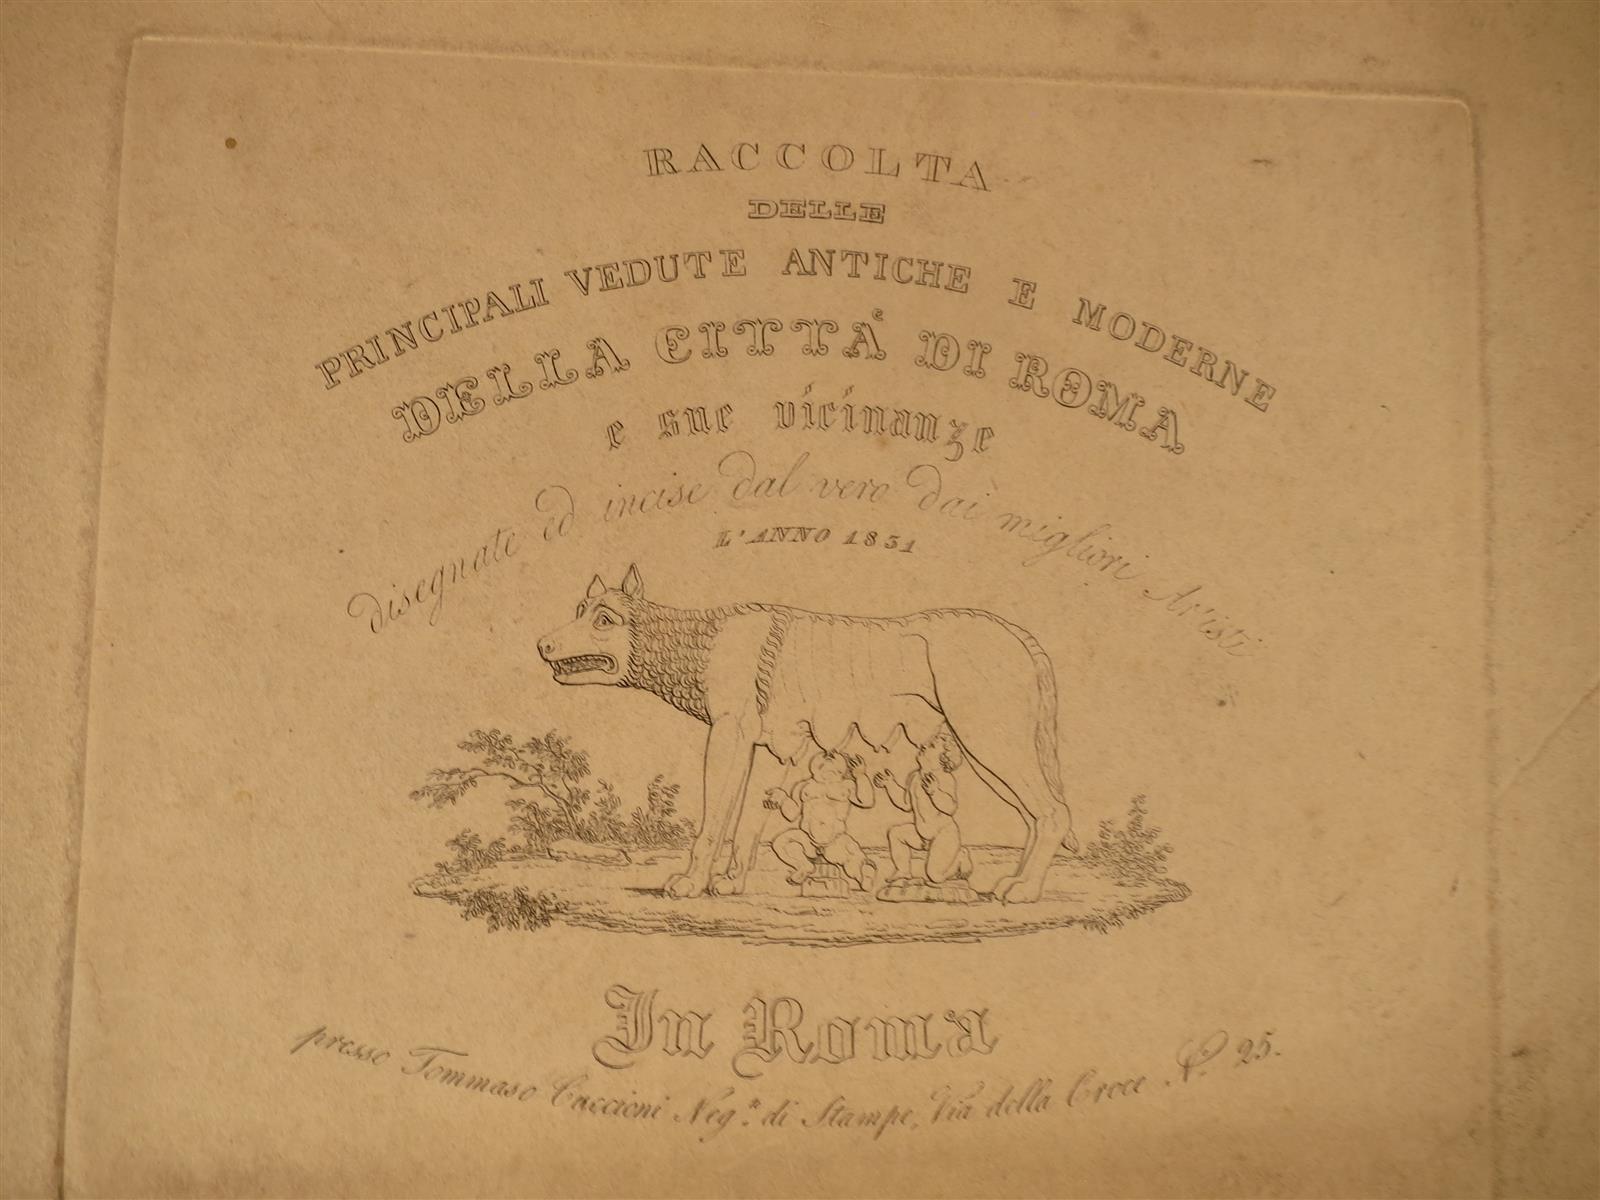 RACCOLTA
DELLE
PRINCIPALI VEDUTE ANTICHE E MODERNE
DELLA CITTÀ DI ROMA
e sue vicinanze
disegnate ed incise dal vero dai migliori Artisti
L'ANNO 1851
In Roma
presso Tommaso Cuccioni Neg.te di Stampe, Via della Croce N.º 25.